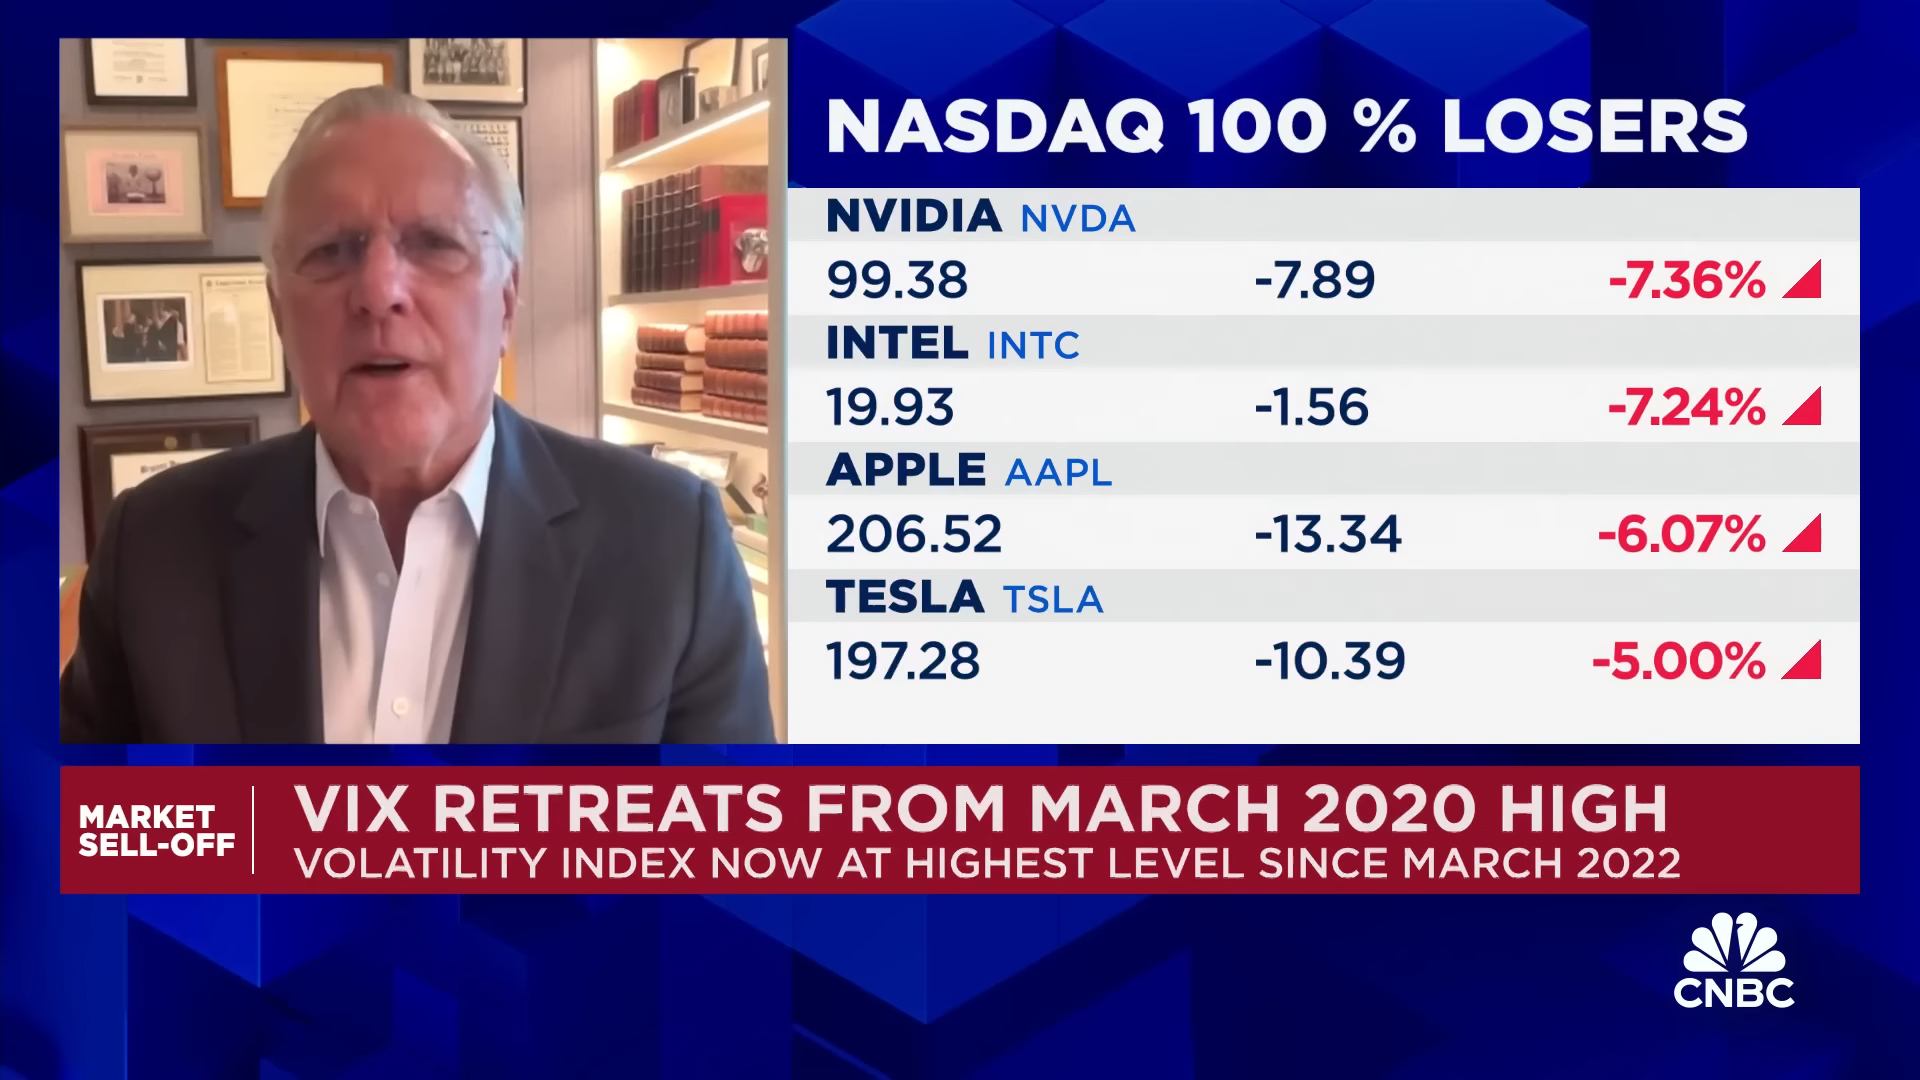 NASDAQ 100 % LOSERS
NVIDIA NVDA
99.38 -7.89 -7.36%
INTEL INTC
19.93 -1.56 -7.24%
APPLE AAPL
206.52 -13.34 -6.07%
TESLA TSLA
197.28 -10.39 -5.00%
MARKET
SELL-OFF
VIX RETREATS FROM MARCH 2020 HIGH
VOLATILITY INDEX NOW AT HIGHEST LEVEL SINCE MARCH 2022
CNBC